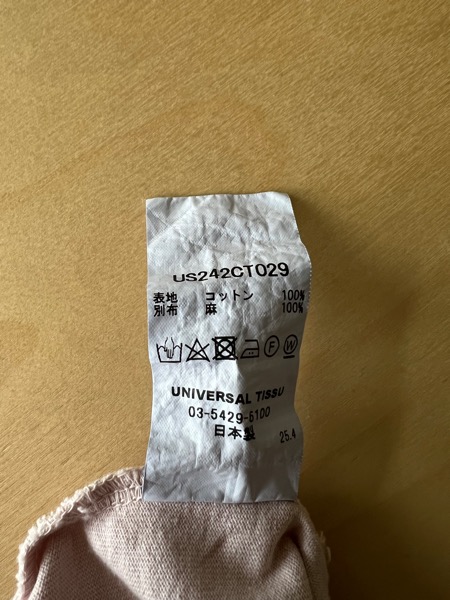 US242CT029
表地 コットン 100%
別布 麻 100%
F W
UNIVERSAL TISSU
03-5429-6100
日本製 25.4